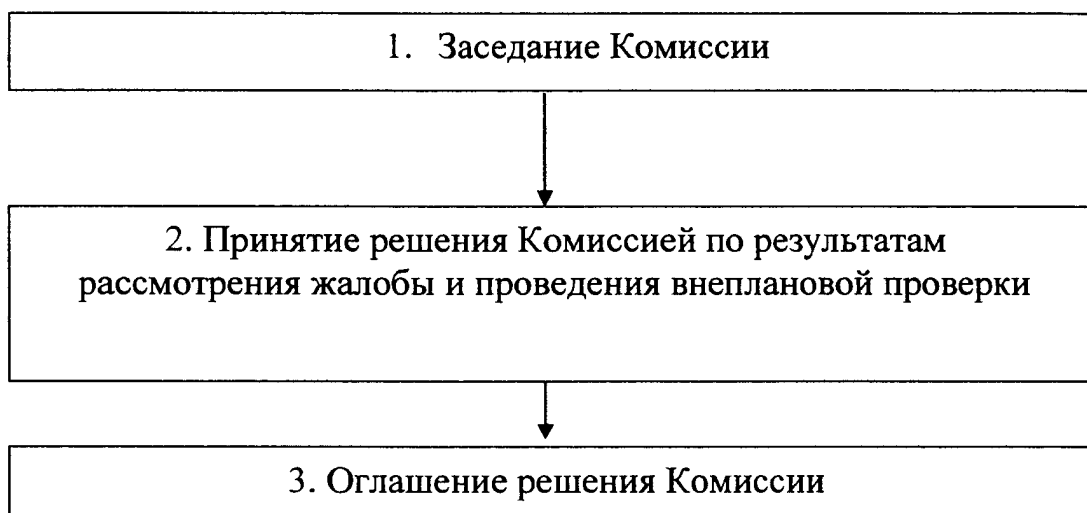 1. Заседание Комиссии
2. Принятие решения Комиссией по результатам
рассмотрения жалобы и проведения внеплановой проверки
3. Оглашение решения Комиссии